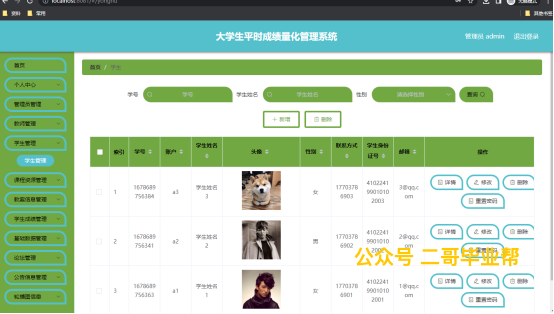 localhost
资料 常用 其他书签
大学生平时成绩量化管理系统
管理员 admin 退出登录
首页
个人中心
管理员管理
教师管理
学生管理
学生管理
课程资源管理
教案信息管理
学生成绩管理
基础数据管理
论坛管理
公告信息管理
轮播图信息
首页 / 学生
学号 学号 学生姓名 学生姓名 性别 请选择性别 查询
+ 新增 删除
索引 学号 账户 学生姓名 头像 性别 联系方式 学生身份证号 邮箱 操作
1 1678689756384 a3 学生姓名3 女 17703786903 410224199010102003 3@qq.com 详情 修改 删除
重置密码
2 1678689756341 a2 学生姓名2 男 17703786902 410224199010102002 2@qq.com 详情 修改 删除
重置密码
3 1678689756363 a1 学生姓名1 女 17703786901 410224199010102001 1@qq.com 详情 修改 删除
重置密码
公众号 二哥毕业帮